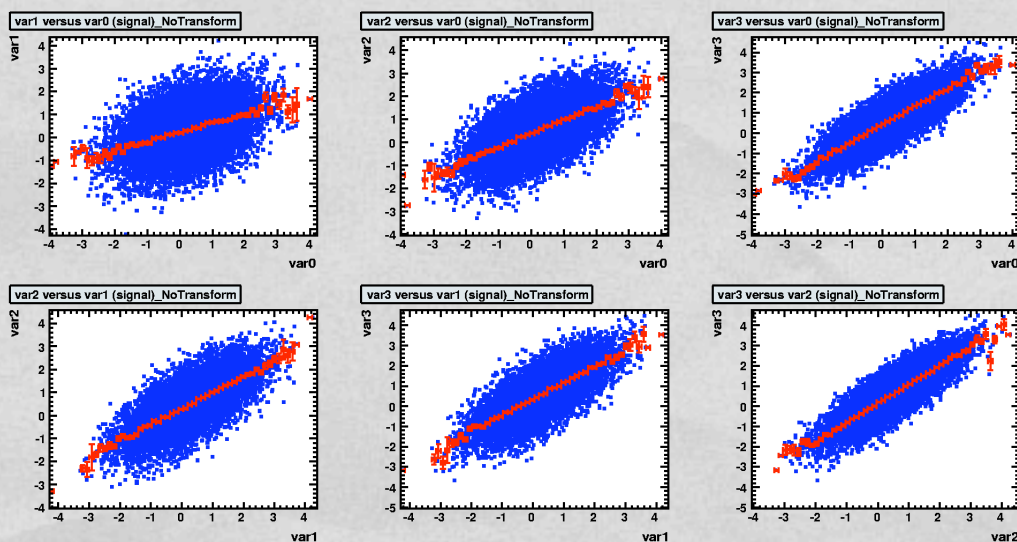 var1 versus var0 (signal)_NoTransform
var1
4
3
2
1
0
-1
-2
-3
-4
-4 -3 -2 -1 0 1 2 3 4
var0
var2 versus var0 (signal)_NoTransform
var2
4
3
2
1
0
-1
-2
-3
-4
-4 -3 -2 -1 0 1 2 3 4
var0
var3 versus var0 (signal)_NoTransform
var3
4
3
2
1
0
-1
-2
-3
-4
-5
-4 -3 -2 -1 0 1 2 3 4
var0
var2 versus var1 (signal)_NoTransform
var2
4
3
2
1
0
-1
-2
-3
-4
-4 -3 -2 -1 0 1 2 3 4
var1
var3 versus var1 (signal)_NoTransform
var3
4
3
2
1
0
-1
-2
-3
-4
-5
-4 -3 -2 -1 0 1 2 3 4
var1
var3 versus var2 (signal)_NoTransform
var3
4
3
2
1
0
-1
-2
-3
-4
-5
-4 -3 -2 -1 0 1 2 3 4
var2